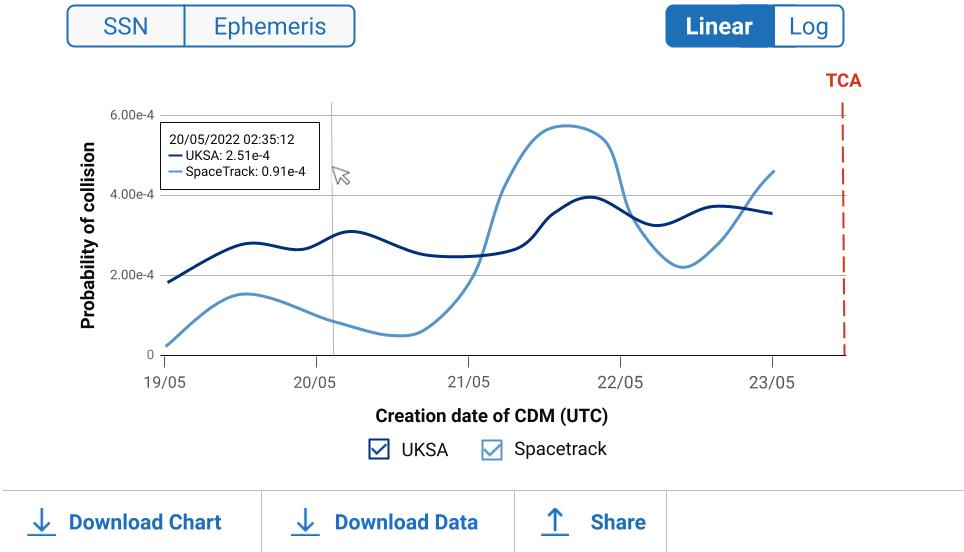 SSN Ephemeris Linear Log
TCA
6.00e-4
20/05/2022 02:35:12
UKSA: 2.51e-4
SpaceTrack: 0.91e-4
4.00e-4
Probability of collision
2.00e-4
0
19/05 20/05 21/05 22/05 23/05
Creation date of CDM (UTC)
UKSA Spacetrack
Download Chart Download Data Share